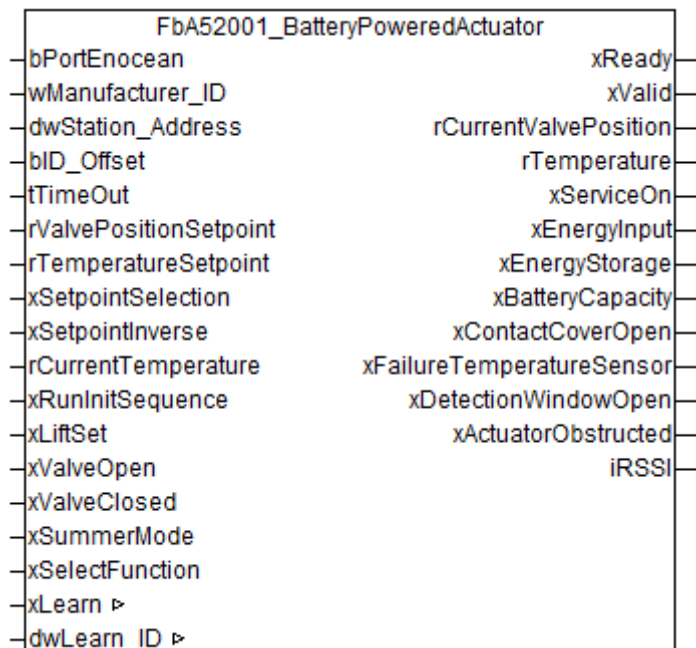 FbA52001_BatteryPoweredActuator
bPortEnocean xReady
wManufacturer_ID xValid
dwStation_Address rCurrentValvePosition
bID_Offset rTemperature
tTimeOut xServiceOn
rValvePositionSetpoint xEnergyInput
rTemperatureSetpoint xEnergyStorage
xSetpointSelection xBatteryCapacity
xSetpointInverse xContactCoverOpen
rCurrentTemperature xFailureTemperatureSensor
xRunInitSequence xDetectionWindowOpen
xLiftSet xActuatorObstructed
xValveOpen iRSSI
xValveClosed
xSummerMode
xSelectFunction
xLearn ▹
dwLearn_ID ▹